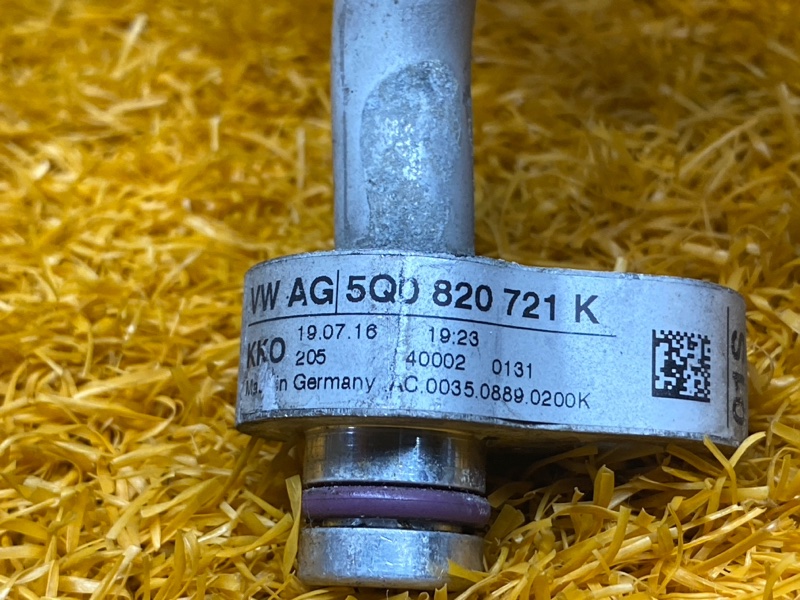 VW AG 5Q0 820 721 K
KKO 19.07.16 19:23
205 40002 0131
in Germany AC.0035.0889.0200K